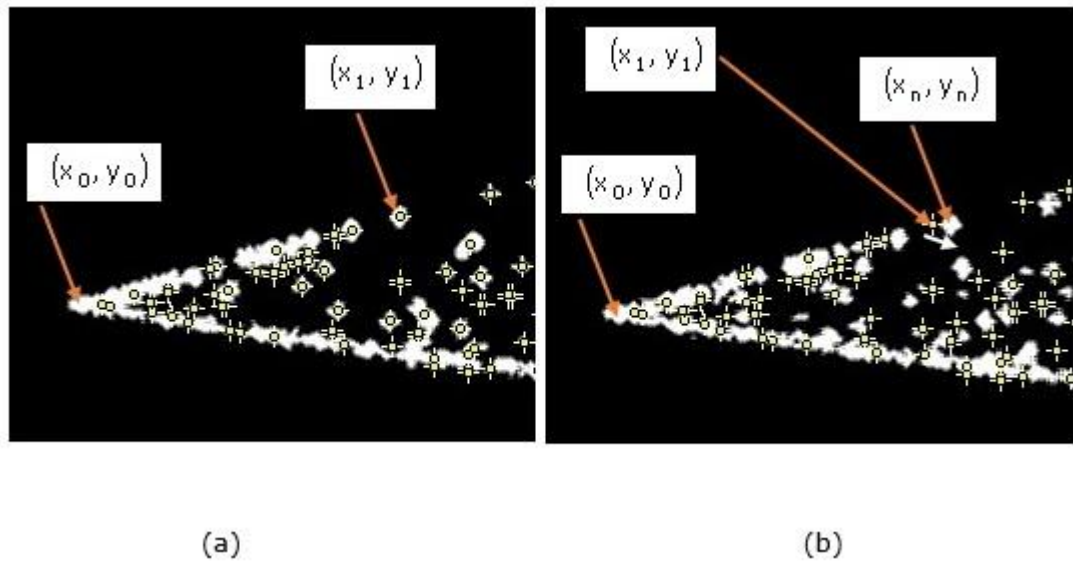 (x₁, y₁)
(x₀, y₀)
(x₁, y₁)
(xₙ, yₙ)
(x₀, y₀)
(a)
(b)